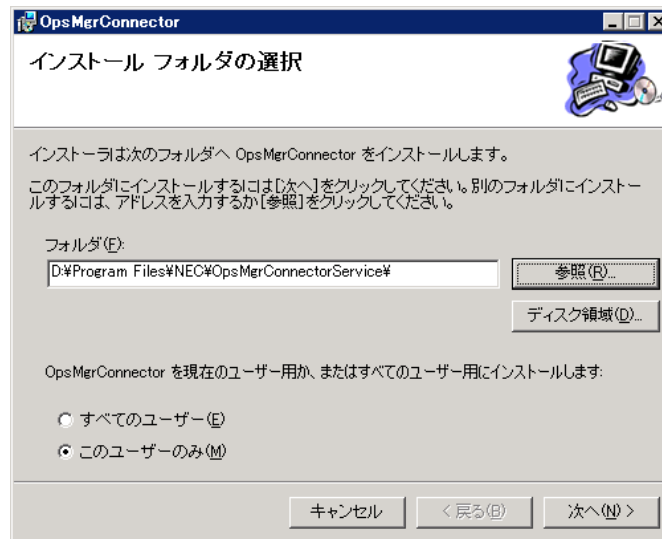 OpsMgrConnector
インストール フォルダの選択
インストーラは次のフォルダへ OpsMgrConnector をインストールします。
このフォルダにインストールするには[次へ]をクリックしてください。別のフォルダにインストー
ルするには、アドレスを入力するか[参照]をクリックしてください。
フォルダ(F):
D:¥Program Files¥NEC¥OpsMgrConnectorService¥
参照(R)...
ディスク領域(D)...
OpsMgrConnector を現在のユーザー用か、またはすべてのユーザー用にインストールします:
すべてのユーザー(E)
このユーザーのみ(M)
キャンセル
< 戻る(B)
次へ(N) >